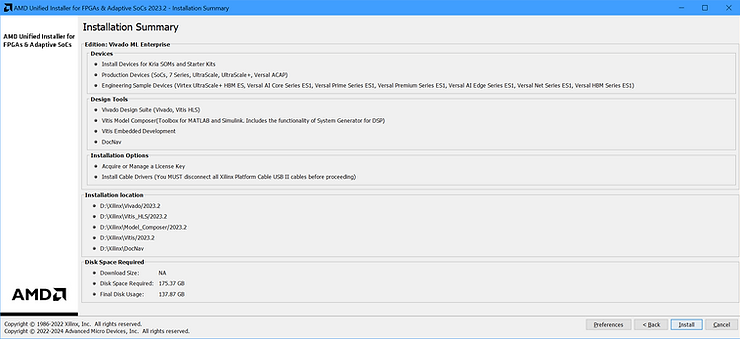 AMD Unified Installer for FPGAs & Adaptive SoCs 2023.2 - Installation Summary
AMD Unified Installer for
FPGAs & Adaptive SoCs
Installation Summary
Edition: Vivado ML Enterprise
Devices
Install Devices for Kria SOMs and Starter Kits
Production Devices (SoCs, 7 Series, UltraScale, UltraScale+, Versal ACAP)
Engineering Sample Devices (Virtex UltraScale+ HBM ES, Versal AI Core Series ES1, Versal Prime Series ES1, Versal Premium Series ES1, Versal AI Edge Series ES1, Versal Net Series ES1, Versal HBM Series ES1)
Design Tools
Vivado Design Suite (Vivado, Vitis HLS)
Vitis Model Composer(Toolbox for MATLAB and Simulink. Includes the functionality of System Generator for DSP)
Vitis Embedded Development
DocNav
Installation Options
Acquire or Manage a License Key
Install Cable Drivers (You MUST disconnect all Xilinx Platform Cable USB II cables before proceeding)
Installation location
D:\Xilinx\Vivado/2023.2
D:\Xilinx\Vitis_HLS/2023.2
D:\Xilinx\Model_Composer/2023.2
D:\Xilinx\Vitis/2023.2
D:\Xilinx\DocNav
Disk Space Required
Download Size: NA
Disk Space Required: 175.37 GB
Final Disk Usage: 137.87 GB
AMD
Copyright © 1986-2022 Xilinx, Inc. All rights reserved.
Copyright © 2022-2024 Advanced Micro Devices, Inc. All rights reserved.
Preferences
< Back
Install
Cancel